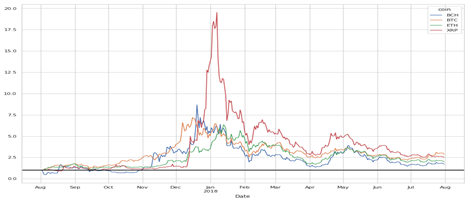 20.0
17.5
15.0
12.5
10.0
7.5
5.0
2.5
0.0
coin
BCH
BTC
ETH
XRP
Aug Sep Oct Nov Dec Jan Feb Mar Apr May Jun Jul Aug
2018
Date